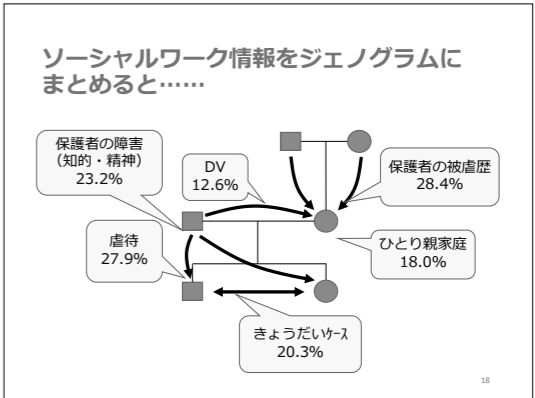 ソーシャルワーク情報をジェノグラムに
まとめると……
保護者の障害
（知的・精神）
23.2%
DV
12.6%
保護者の被虐歴
28.4%
虐待
27.9%
ひとり親家庭
18.0%
きょうだいｹｰｽ
20.3%
18